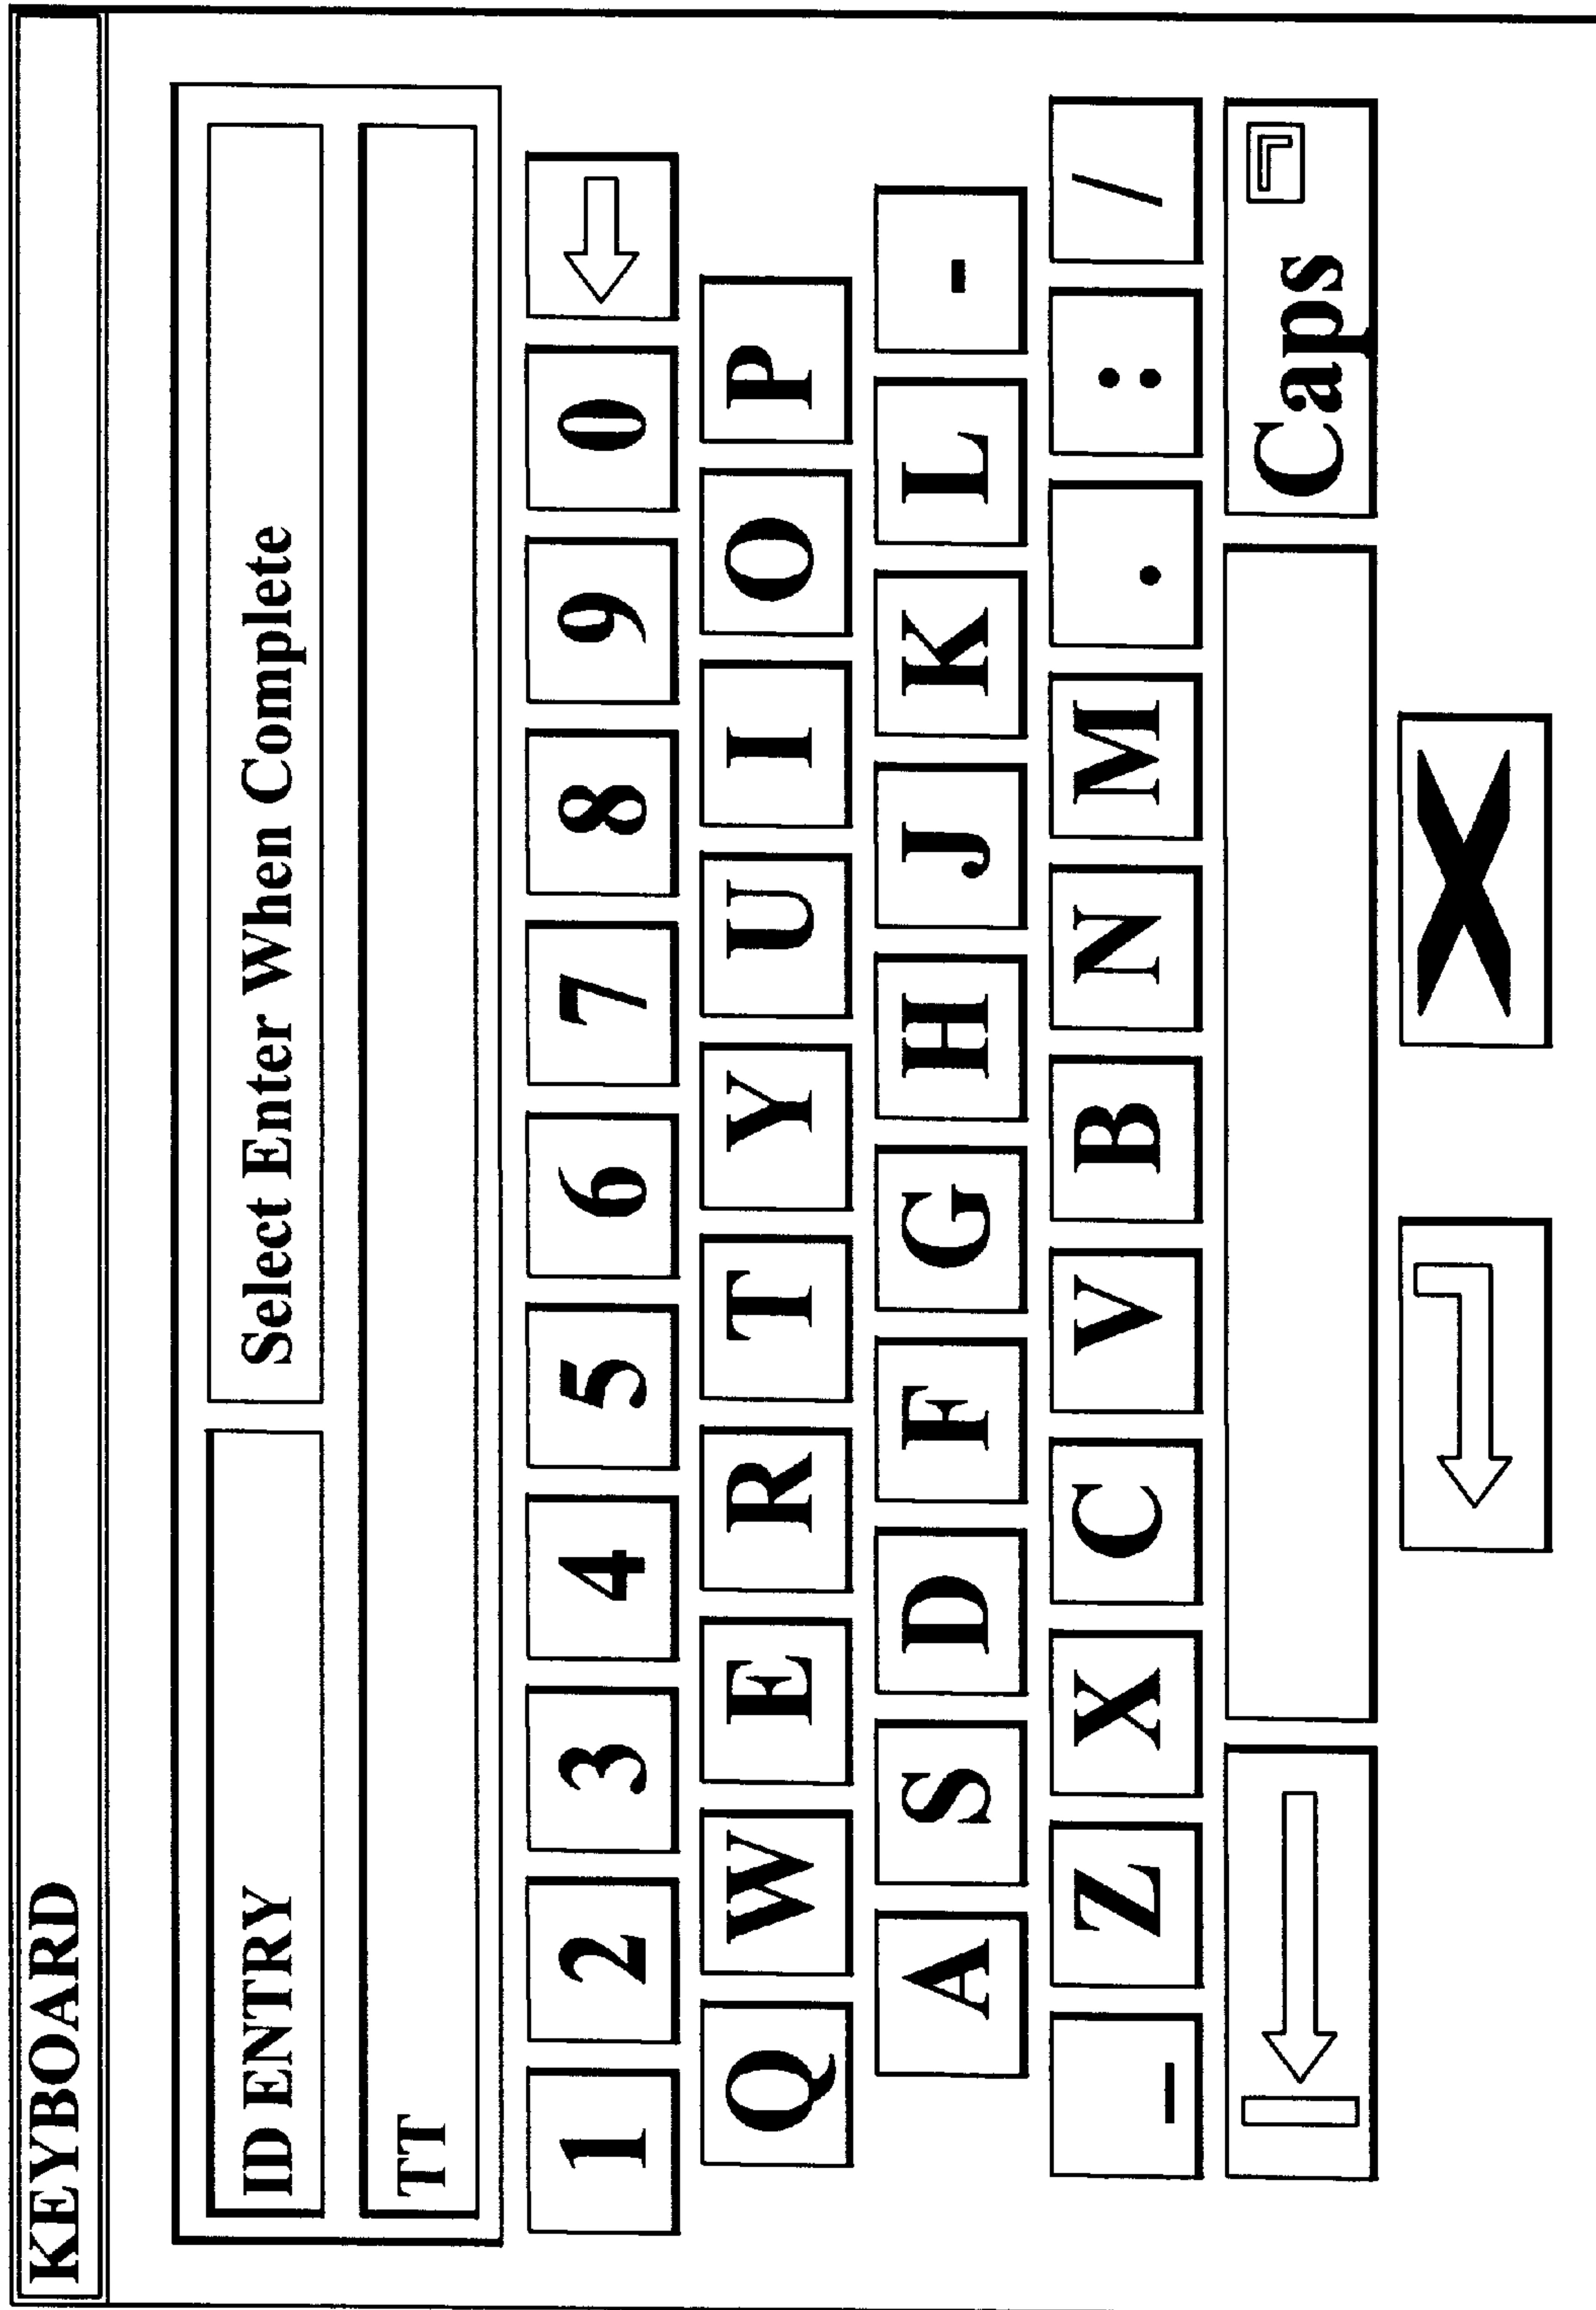 KEYBOARD
ID ENTRY Select Enter When Complete
TT
1 2 3 4 5 6 7 8 9 0
Q W E R T Y U I O P
A S D F G H J K L -
_ Z X C V B N M . : /
Caps